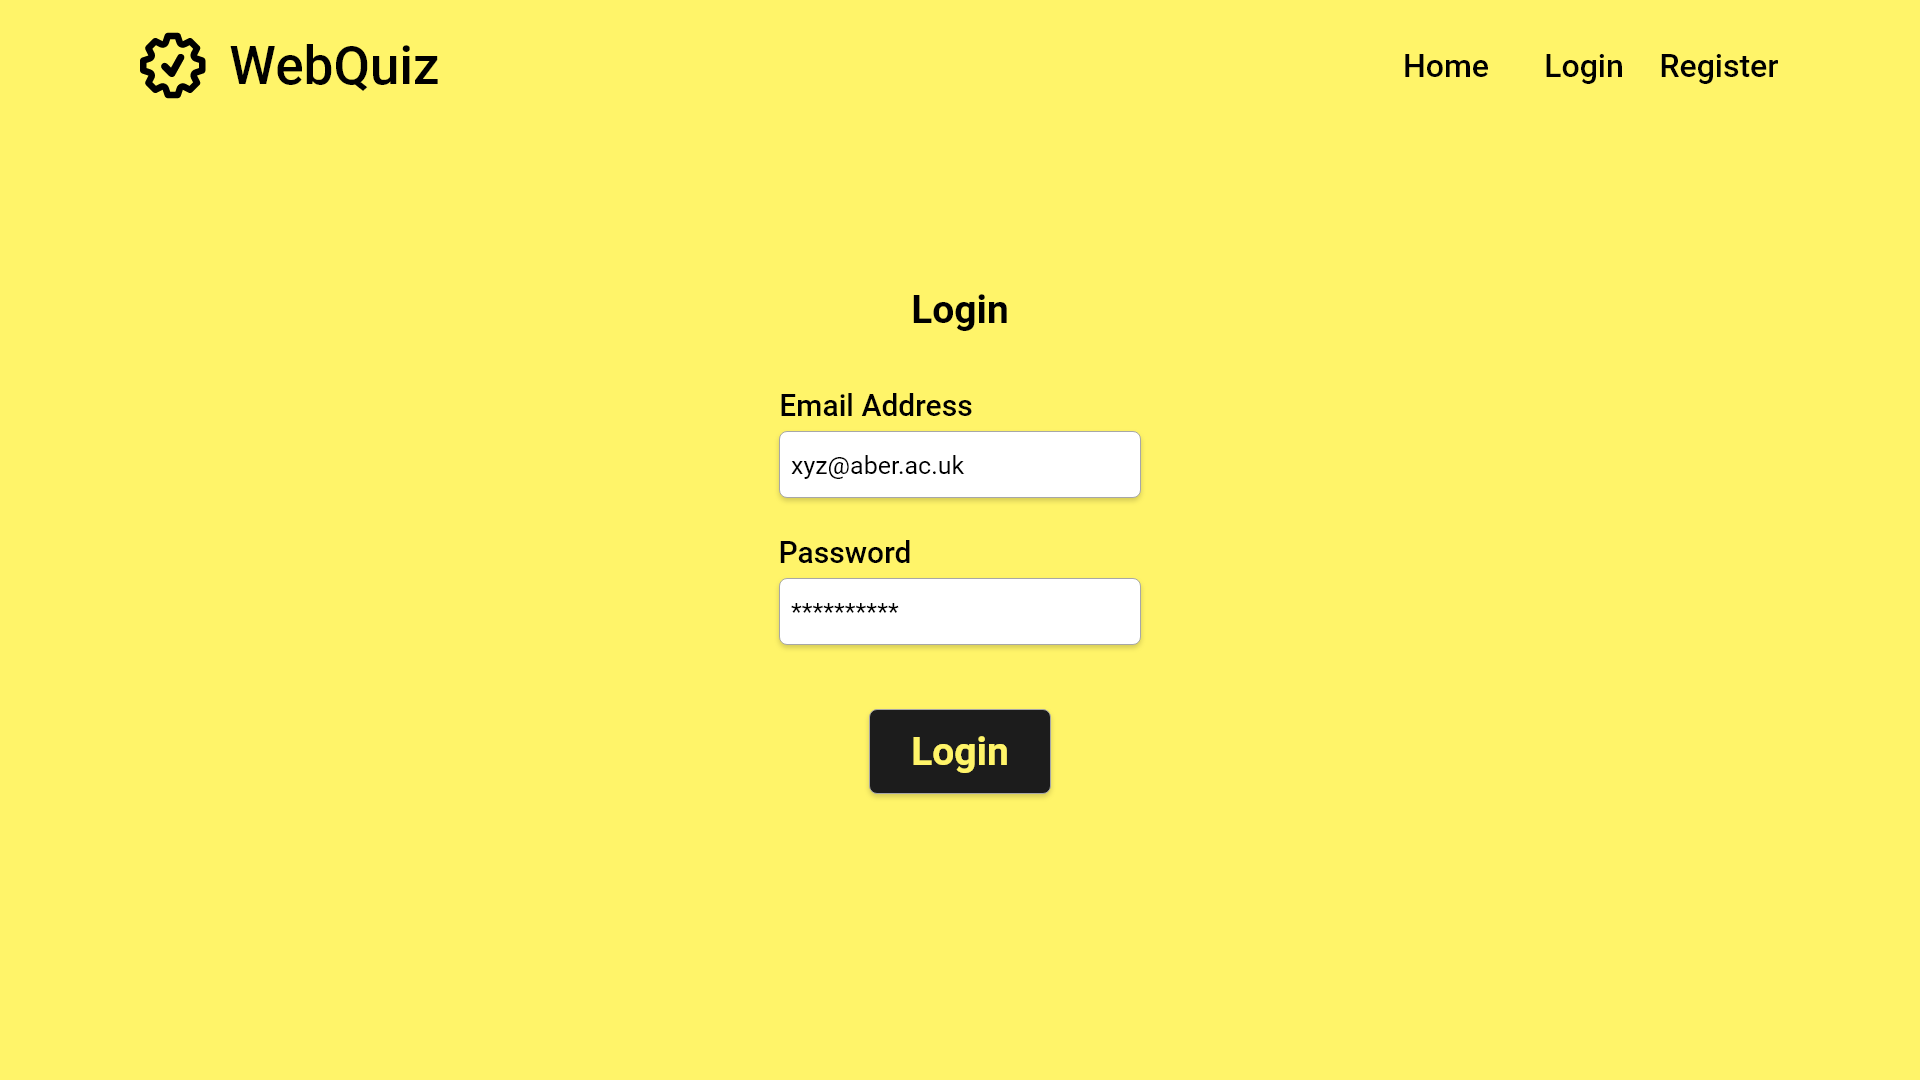 WebQuiz
Home Login Register
Login
Email Address
xyz@aber.ac.uk
Password
**********
Login